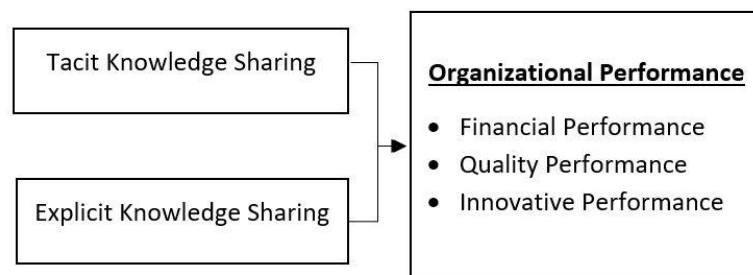 Tacit Knowledge Sharing
Explicit Knowledge Sharing
Organizational Performance
• Financial Performance
• Quality Performance
• Innovative Performance